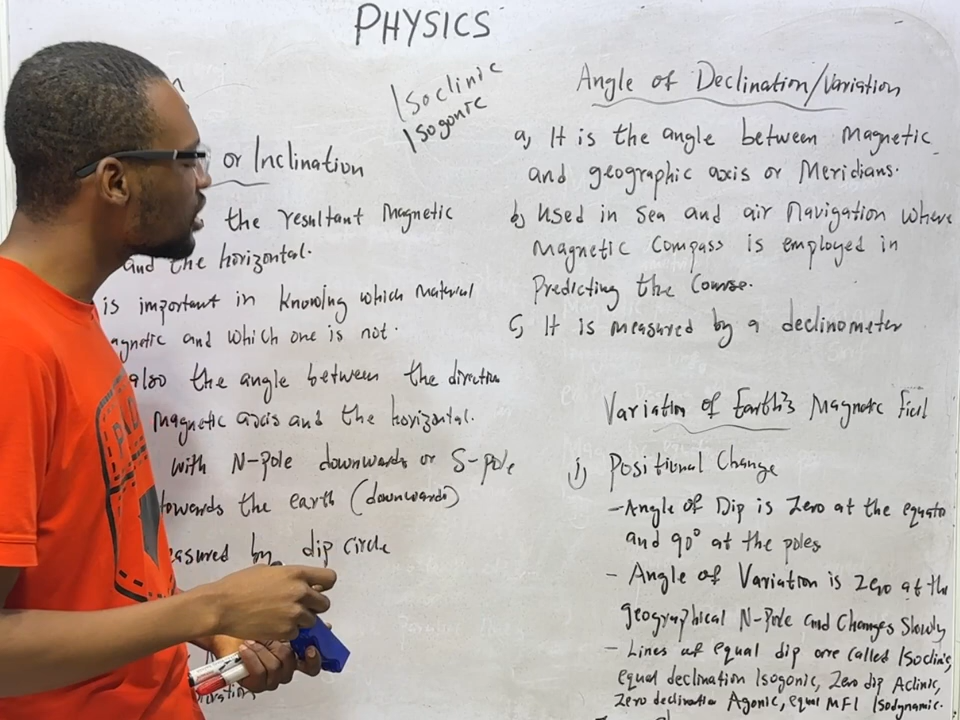 PHYSICS
Isoclinic
Isogonic
or Inclination
the resultant Magnetic
and the horizontal.
is important in knowing which Material
agnetic and which one is not.
also the angle between the direction
Magnetic axis and the horizontal.
with N-Pole downwards or S-pole
towards the earth (downwards)
easured by dip circle
Angle of Declination/Variation
a, It is the angle between Magnetic
and geographic axis or Meridians.
b, Used in Sea and air Navigation where
Magnetic Compass is employed in
Predicting the Course.
c, It is measured by a declinometer
Variation of Earth's Magnetic Field
i) Positional Change
- Angle of Dip is Zero at the equato
and 90° at the poles
- Angle of Variation is Zero at the
geographical N-Pole and Changes Slowly
- Lines of equal dip are called Isoclinic,
equal declination Isogonic, Zero dip Aclinic,
Zero declination Agonic, equal MFI Isodynamic.